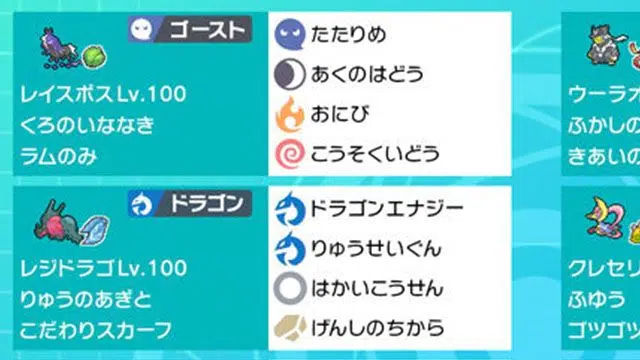 ゴースト
レイスポスLv.100
くろのいななき
ラムのみ
たたりめ
あくのはどう
おにび
こうそくいどう
ウーラオ
ふかしの
きあいの
ドラゴン
レジドラゴLv.100
りゅうのあぎと
こだわりスカーフ
ドラゴンエナジー
りゅうせいぐん
はかいこうせん
げんしのちから
クレセリ
ふゆう
ゴツゴツ